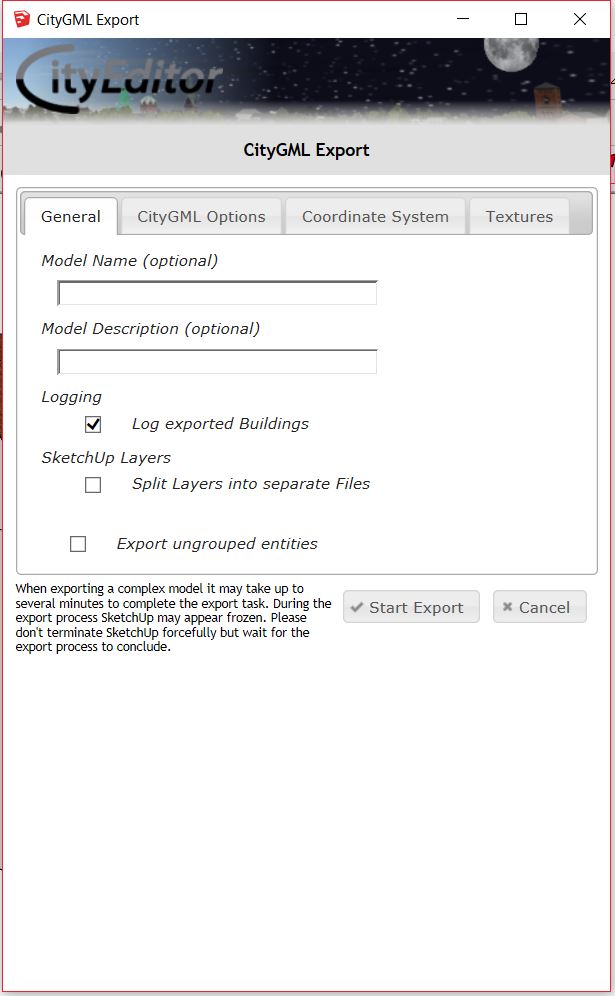 CityGML Export
CityEditor
CityGML Export
General CityGML Options Coordinate System Textures
Model Name (optional)
Model Description (optional)
Logging
Log exported Buildings
SketchUp Layers
Split Layers into separate Files
Export ungrouped entities
When exporting a complex model it may take up to
several minutes to complete the export task. During the
export process SketchUp may appear frozen. Please
don't terminate SketchUp forcefully but wait for the
export process to conclude.
Start Export Cancel